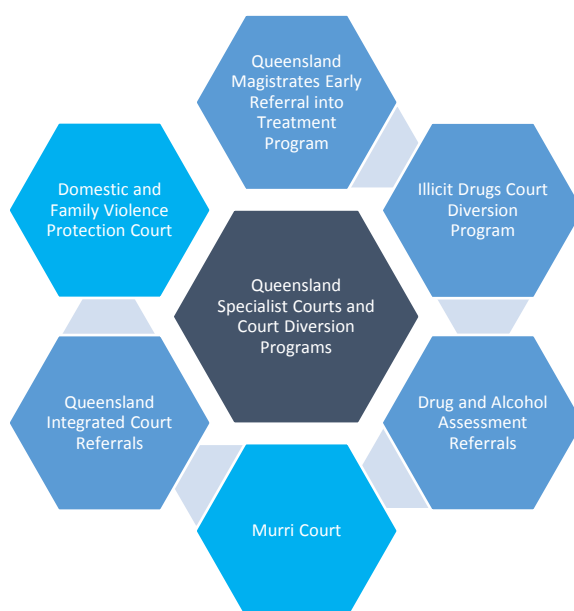 Queensland
Magistrates Early
Referral into
Treatment
Program
Illicit Drugs Court
Diversion
Program
Drug and Alcohol
Assessment
Referrals
Murri Court
Queensland
Integrated Court
Referrals
Domestic and
Family Violence
Protection Court
Queensland
Specialist Courts and
Court Diversion
Programs